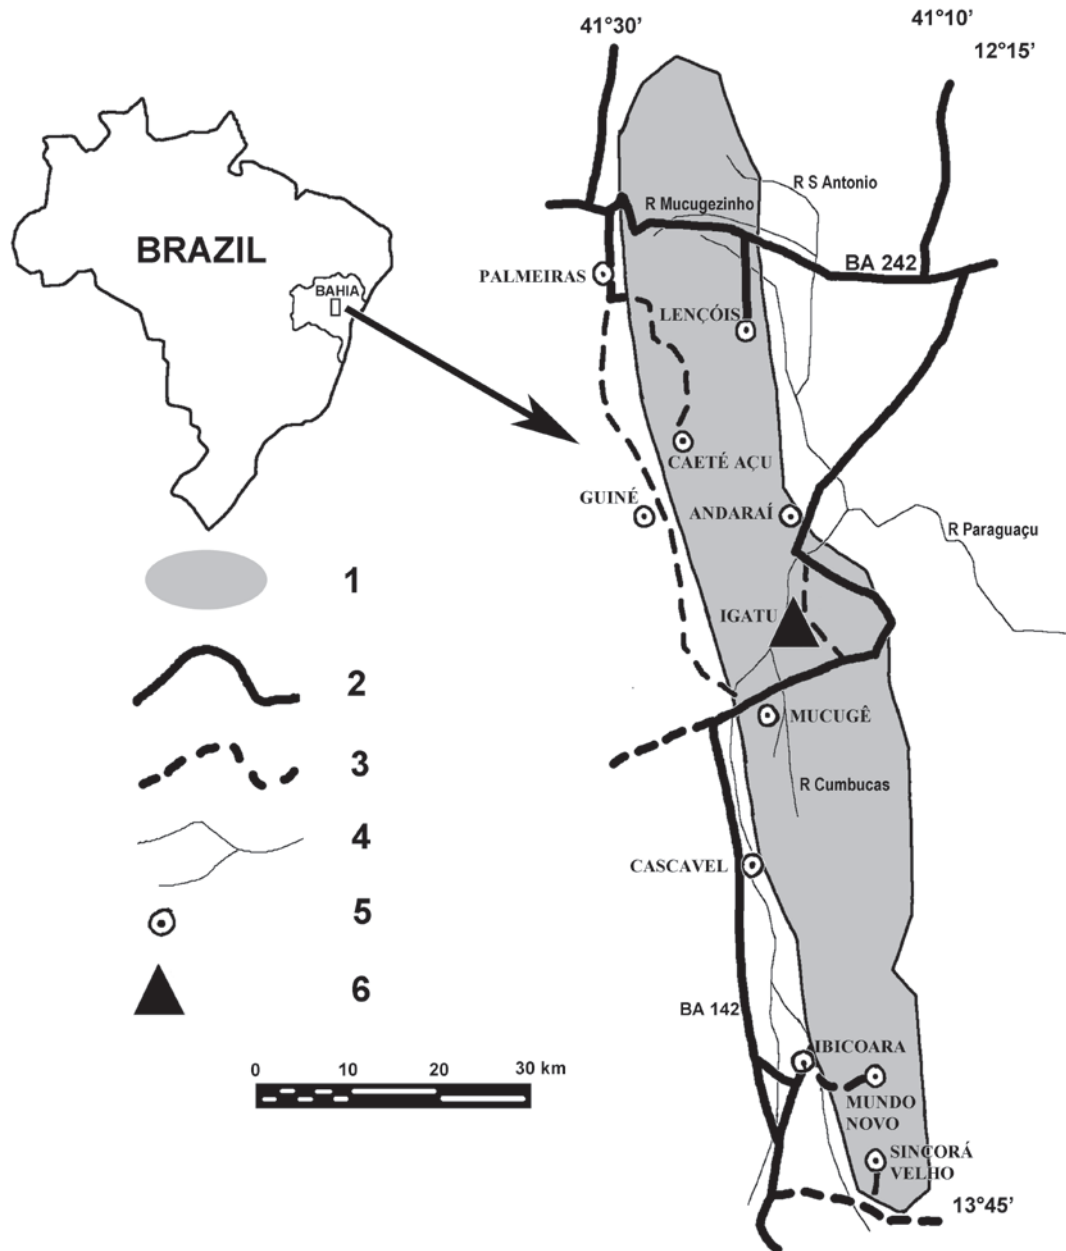 41°30'
41°10'
12°15'
R S Antonio
R Mucugezinho
BRAZIL
BA 242
PALMEIRAS
BAHIA
LENÇÓIS
CAETÉ AÇU
GUINÉ
ANDARAÍ
R Paraguaçu
1
IGATU
2
MUCUGÊ
3
R Cumbucas
4
CASCAVEL
5
6
BA 142
IBICOARA
0 10 20 30 km
MUNDO
NOVO
SINCORÁ
VELHO
13°45'